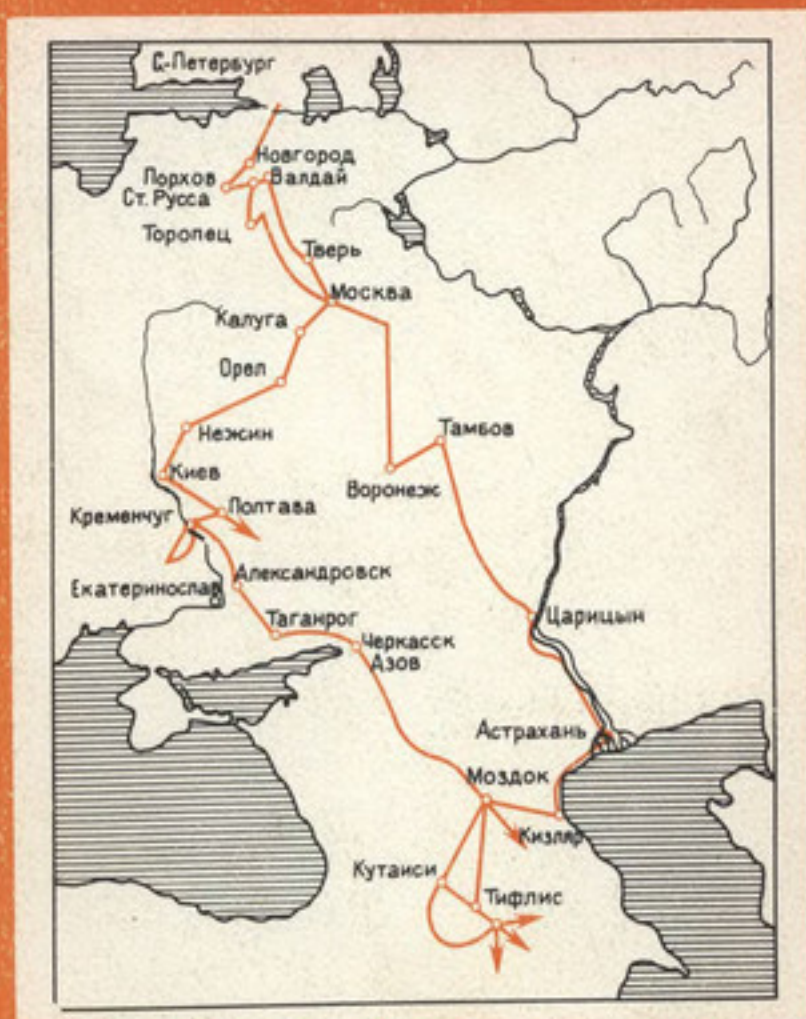 С.-Петербург
Новгород
Порхов
Валдай
Ст. Русса
Торопец
Тверь
Москва
Калуга
Орел
Тамбов
Нежин
Киев
Воронеж
Полтава
Кременчуг
Александровск
Екатеринослав
Таганрог
Царицын
Черкасск
Азов
Астрахань
Моздок
Кизляр
Кутаиси
Тифлис